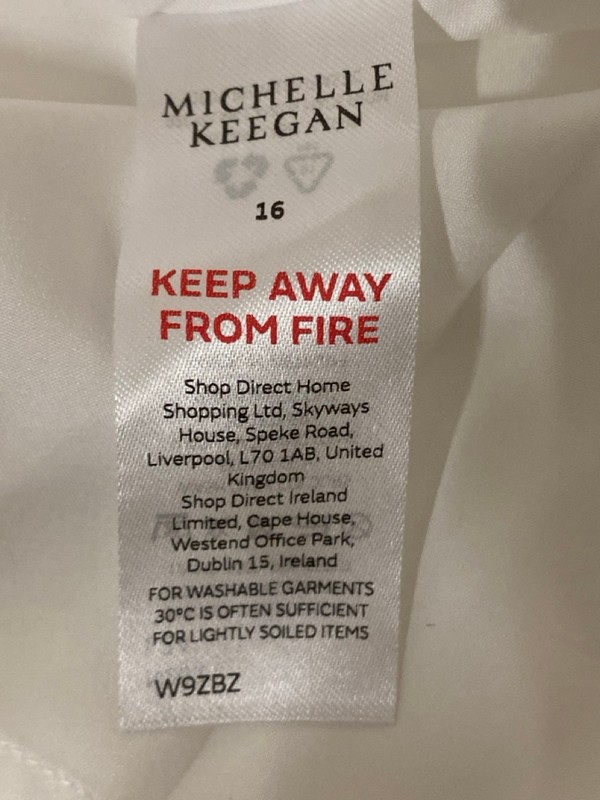 MICHELLE
KEEGAN
16
KEEP AWAY
FROM FIRE
Shop Direct Home
Shopping Ltd, Skyways
House, Speke Road,
Liverpool, L70 1AB, United
Kingdom
Shop Direct Ireland
Limited, Cape House,
Westend Office Park,
Dublin 15, Ireland
FOR WASHABLE GARMENTS
30°C IS OFTEN SUFFICIENT
FOR LIGHTLY SOILED ITEMS
W9ZBZ